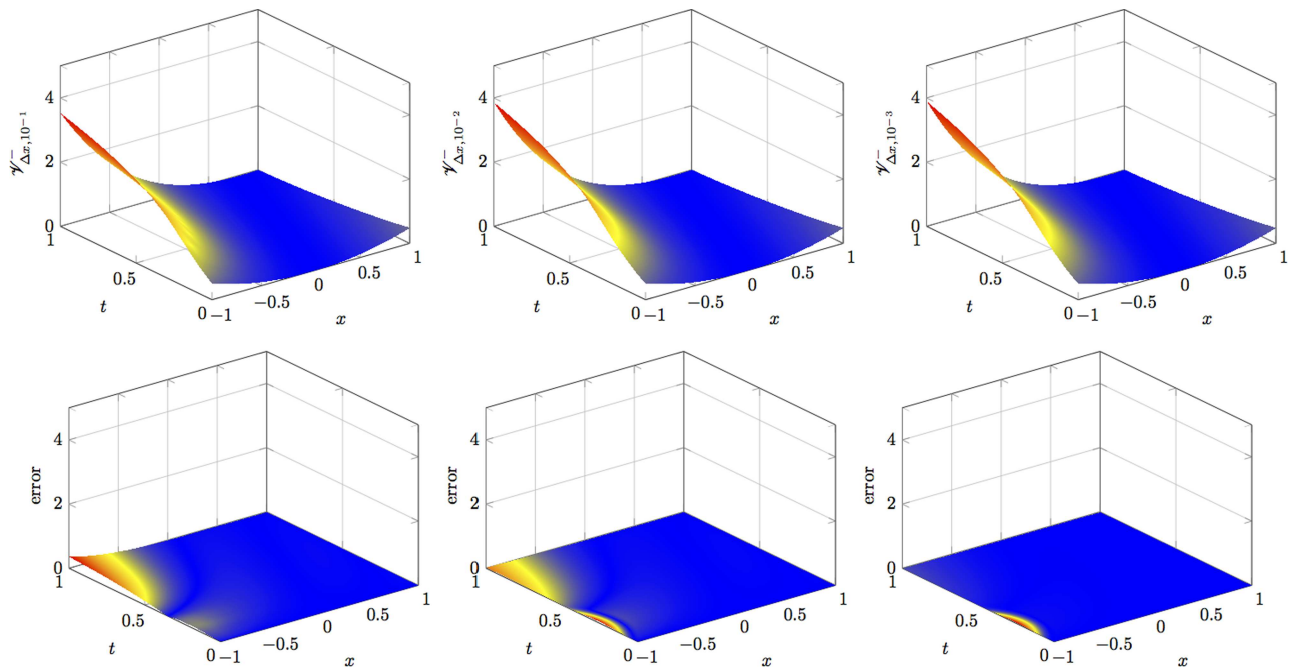 4 4 4
𝒱⁻Δx,10⁻¹ 𝒱⁻Δx,10⁻² 𝒱⁻Δx,10⁻³
2 2 2
0 0 0
1 1 1 1 1 1
0.5 0.5 0.5 0.5 0.5 0.5
t 0 t 0 t 0
−0.5 −0.5 −0.5
0 −1 x 0 −1 x 0 −1 x
4 4 4
error error error
2 2 2
0 0 0
1 1 1 1 1 1
0.5 0.5 0.5 0.5 0.5 0.5
t 0 t 0 t 0
−0.5 −0.5 −0.5
0 −1 x 0 −1 x 0 −1 x